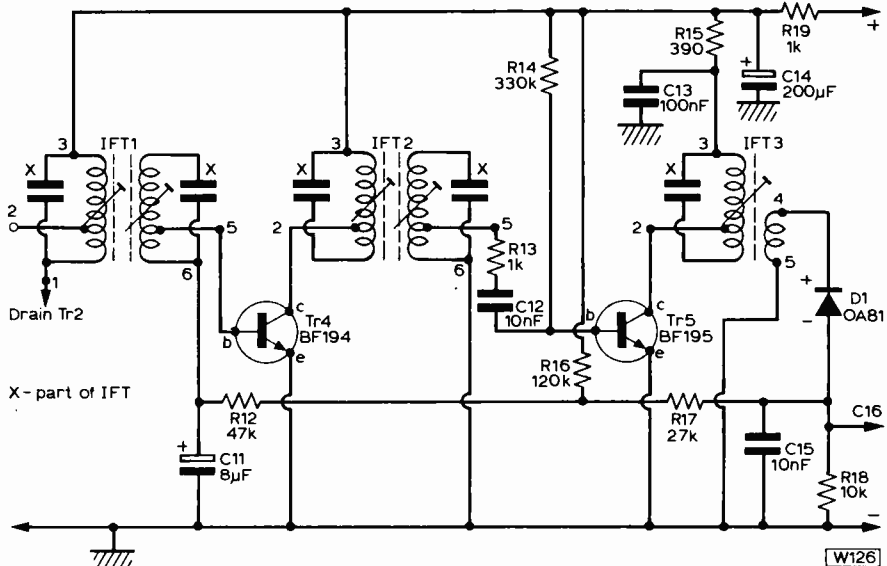 R15
390
R19
1k
+
R14
330k
C13
100nF
+
C14
200µF
3
IFT1
X
X
2
5
1
6
Drain Tr2
3
IFT2
X
X
2
5
6
R13
1k
C12
10nF
3
IFT3
X
2
4
5
+
D1
OA81
-
b
c
e
Tr4
BF194
b
c
e
Tr5
BF195
X - part of IFT
R16
120k
R12
47k
R17
27k
C16
+
C11
8µF
C15
10nF
R18
10k
-
W126